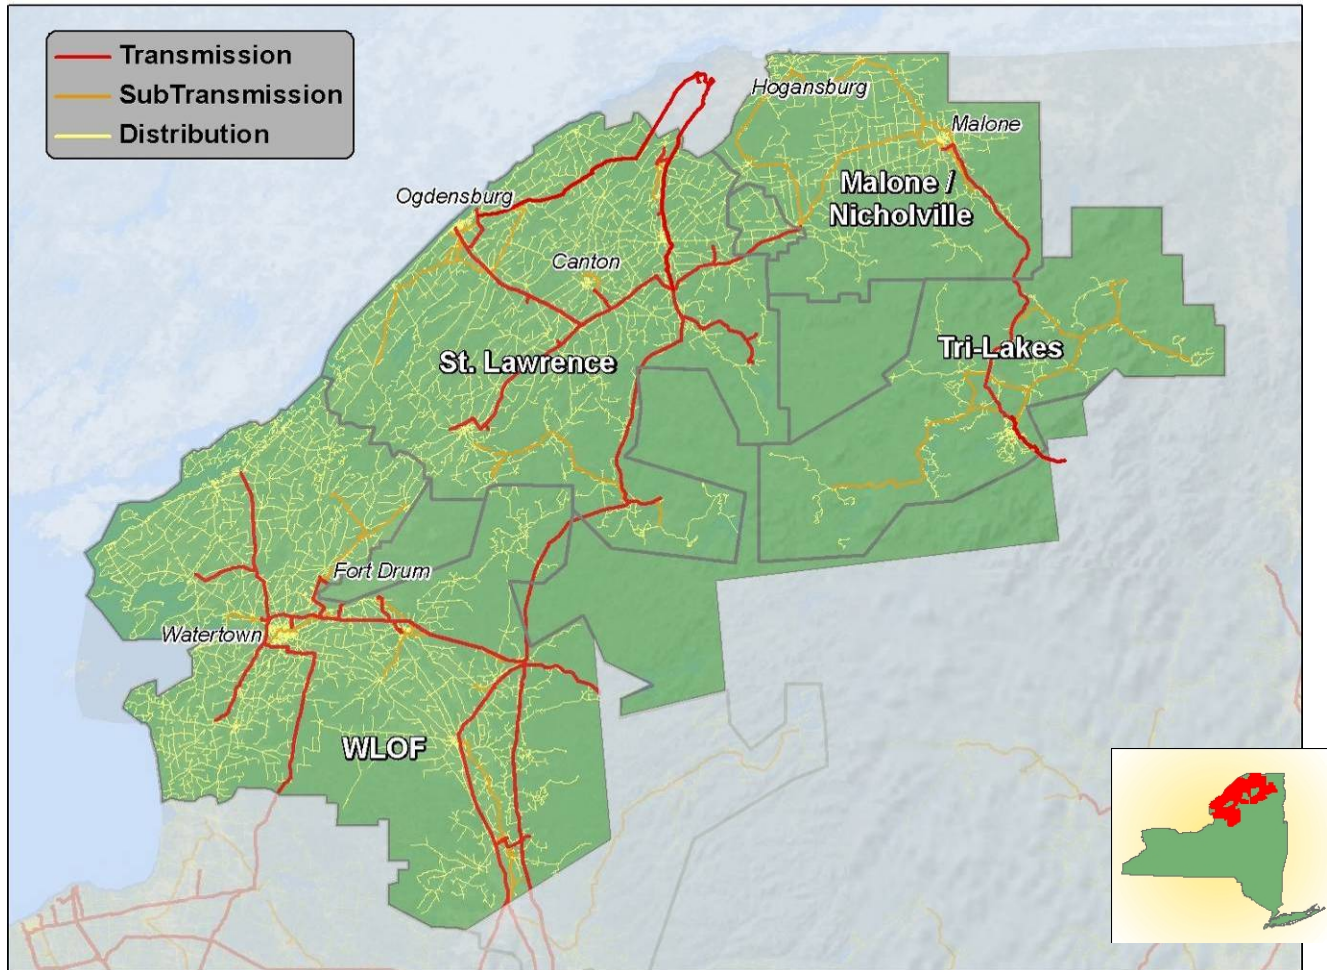 Transmission
SubTransmission
Distribution
Hogansburg
Malone
Ogdensburg
Malone /
Nicholville
Canton
Tri-Lakes
St. Lawrence
Fort Drum
Watertown
WLOF